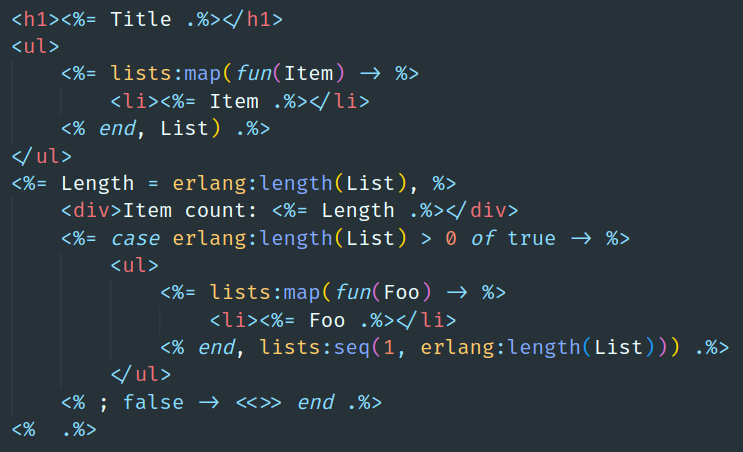 <h1><%= Title .%></h1>
<ul>
    <%= lists:map(fun(Item) -> %>
        <li><%= Item .%></li>
    <% end, List) .%>
</ul>
<%= Length = erlang:length(List), %>
    <div>Item count: <%= Length .%></div>
    <%= case erlang:length(List) > 0 of true -> %>
        <ul>
            <%= lists:map(fun(Foo) -> %>
                <li><%= Foo .%></li>
            <% end, lists:seq(1, erlang:length(List))) .%>
        </ul>
    <% ; false -> <<>> end .%>
<%  .%>